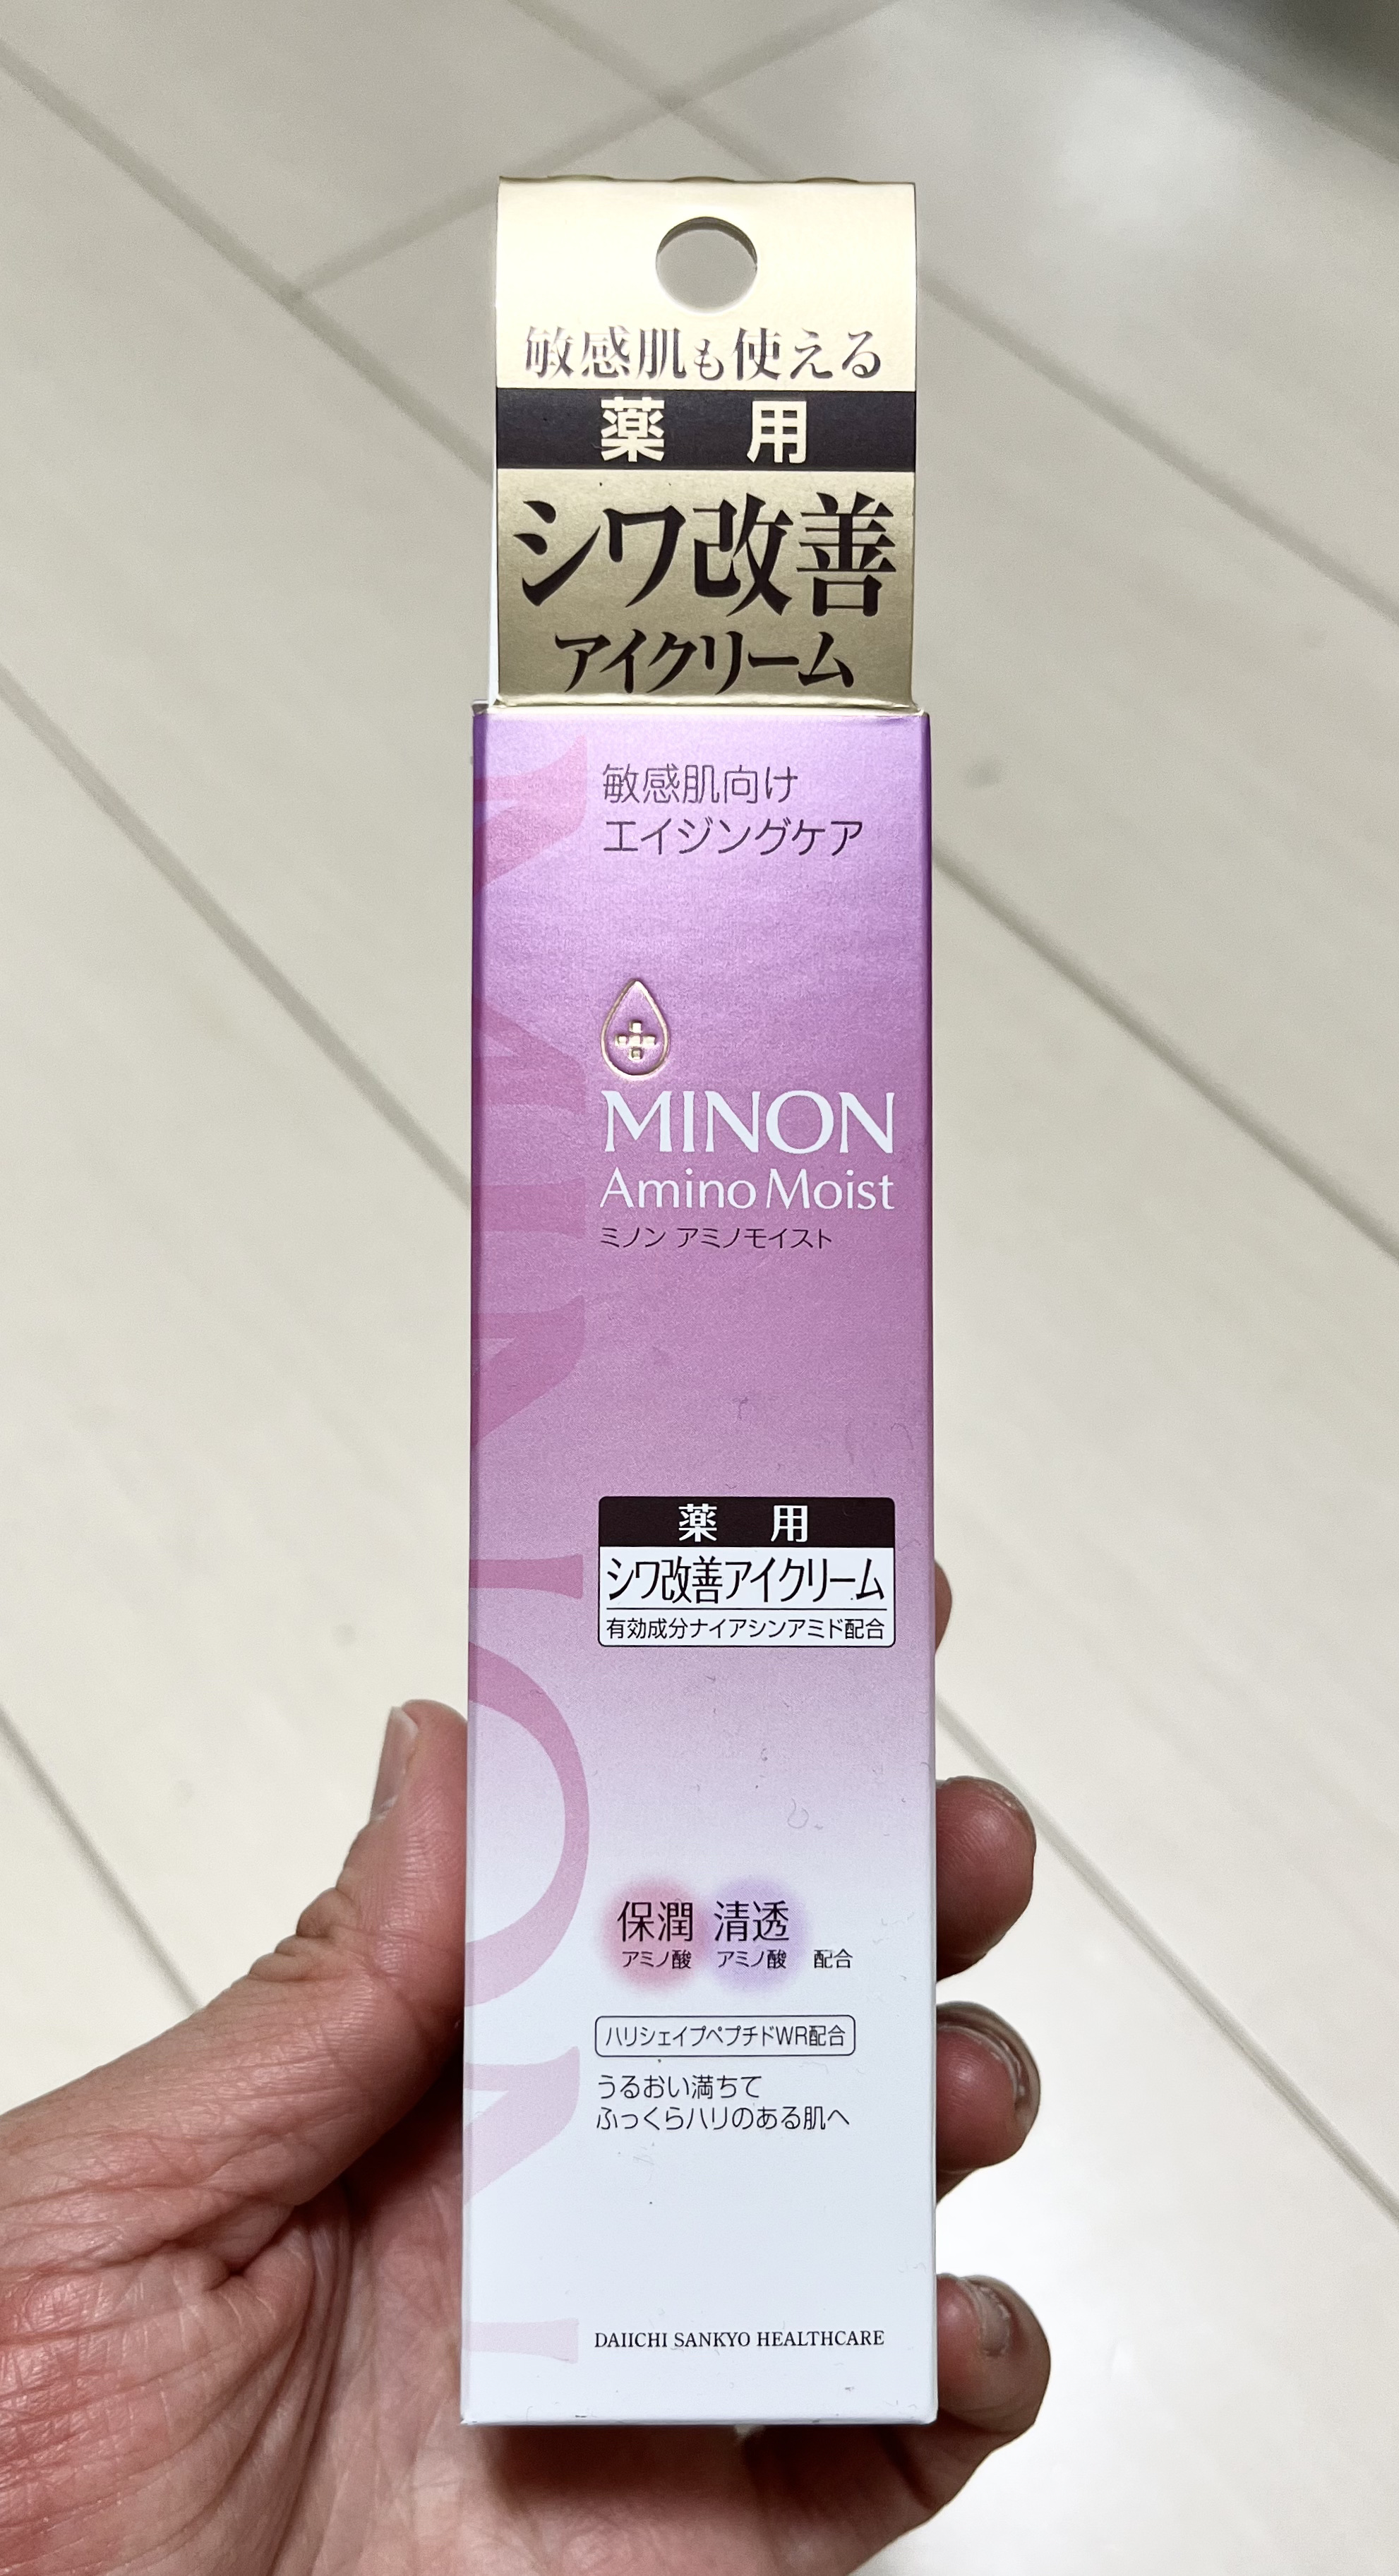 敏感肌も使える
薬用
シワ改善
アイクリーム
敏感肌向け
エイジングケア
MINON
Amino Moist
ミノン アミノモイスト
薬用
シワ改善アイクリーム
有効成分ナイアシンアミド配合
保潤 清透
アミノ酸 アミノ酸 配合
ハリシェイプペプチドWR配合
うるおい満ちて
ふっくらハリのある肌へ
DAIICHI SANKYO HEALTHCARE
MINON